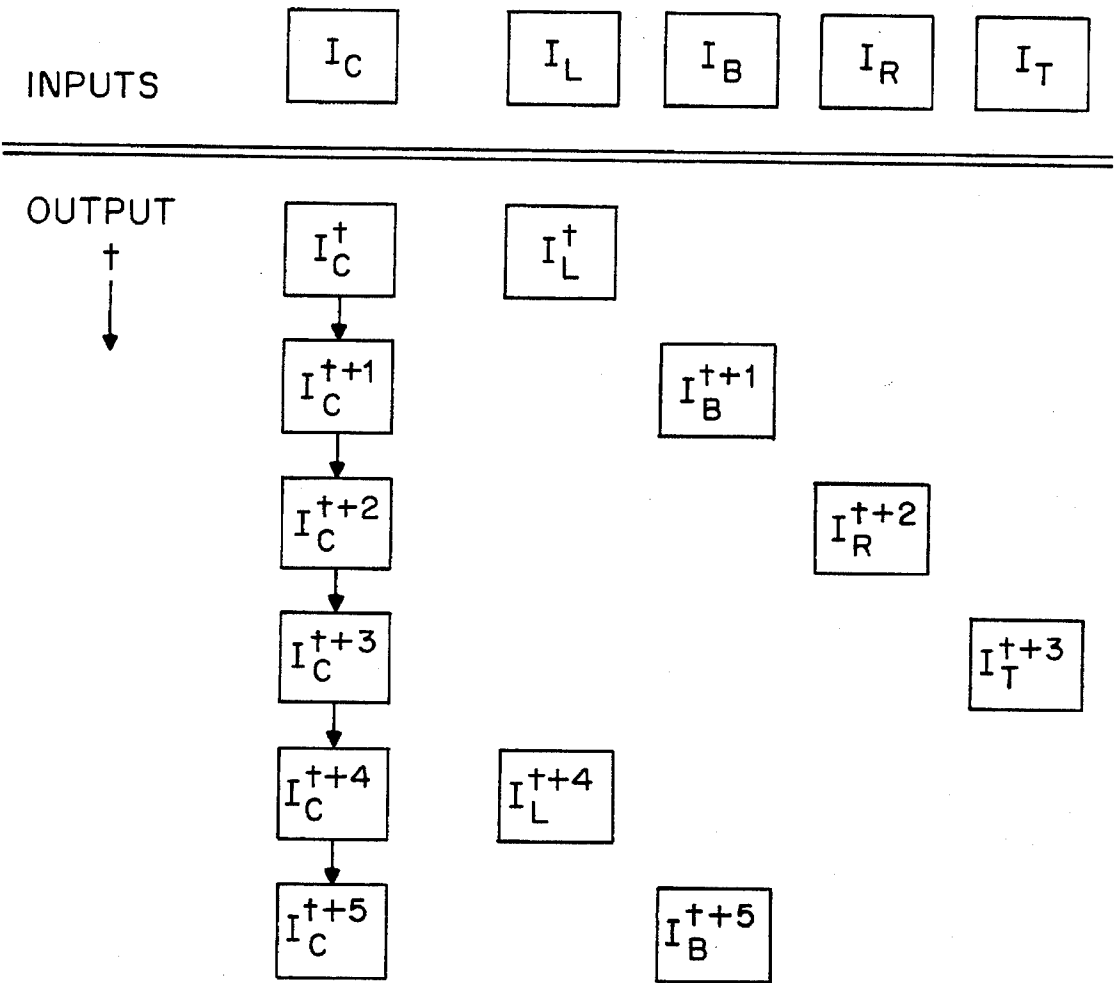 INPUTS I_C I_L I_B I_R I_T
OUTPUT
t
I_C^t I_L^t
I_C^{t+1} I_B^{t+1}
I_C^{t+2} I_R^{t+2}
I_C^{t+3} I_T^{t+3}
I_C^{t+4} I_L^{t+4}
I_C^{t+5} I_B^{t+5}